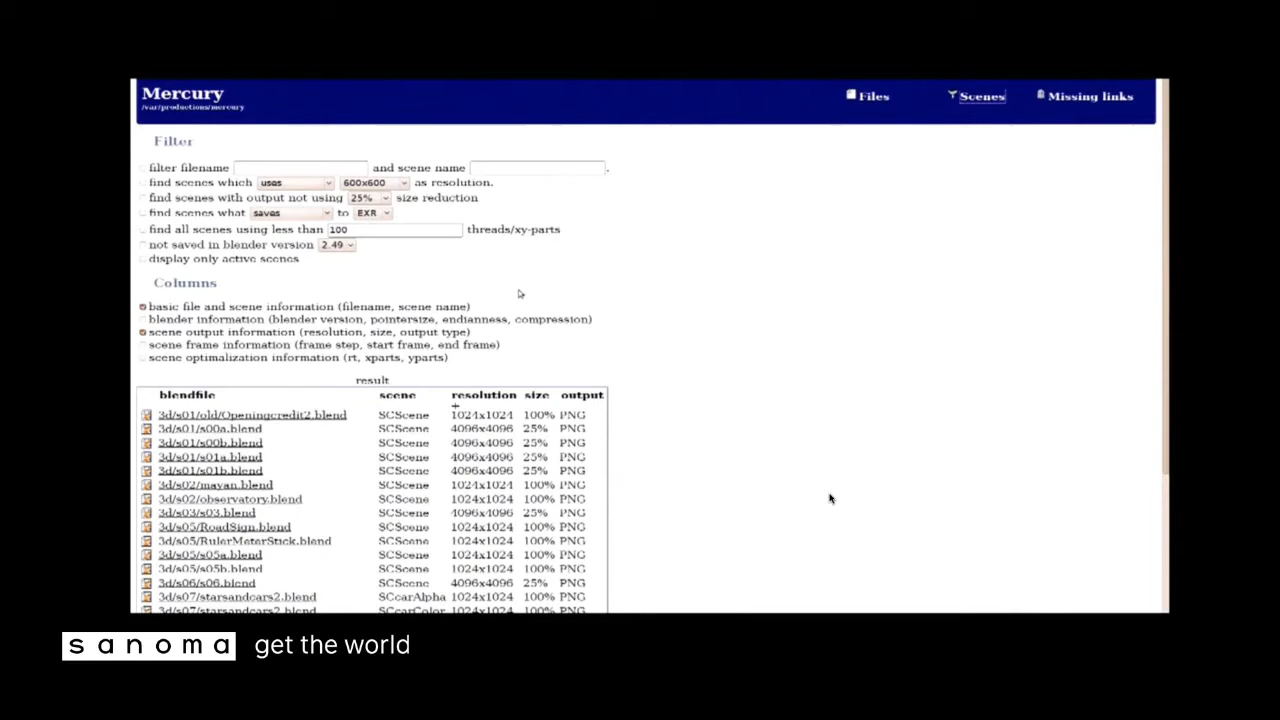 Mercury
/var/productions/mercury
Files
Scenes
Missing links
Filter
filter filename and scene name .
find scenes which uses 600x600 as resolution.
find scenes with output not using 25% size reduction
find scenes what saves to EXR
find all scenes using less than 100 threads/xy-parts
not saved in blender version 2.49
display only active scenes
Columns
basic file and scene information (filename, scene name)
blender information (blender version, pointersize, endianness, compression)
scene output information (resolution, size, output type)
scene frame information (frame step, start frame, end frame)
scene optimalization information (rt, xparts, yparts)
result
blendfile scene resolution size output
3d/s01/old/Openingcredit2.blend SCScene 1024x1024 100% PNG
3d/s01/s00a.blend SCScene 4096x4096 25% PNG
3d/s01/s00b.blend SCScene 4096x4096 25% PNG
3d/s01/s01a.blend SCScene 4096x4096 25% PNG
3d/s01/s01b.blend SCScene 4096x4096 25% PNG
3d/s02/mayan.blend SCScene 1024x1024 100% PNG
3d/s02/observatory.blend SCScene 1024x1024 100% PNG
3d/s03/s03.blend SCScene 4096x4096 25% PNG
3d/s05/RoadSign.blend SCScene 1024x1024 100% PNG
3d/s05/RulerMeterStick.blend SCScene 1024x1024 100% PNG
3d/s05/s05a.blend SCScene 1024x1024 100% PNG
3d/s05/s05b.blend SCScene 1024x1024 100% PNG
3d/s06/s06.blend SCScene 4096x4096 25% PNG
3d/s07/starsandcars2.blend SCcarAlpha 1024x1024 100% PNG
3d/s07/starsandcars2.blend SCcarColor 1024x1024 100% PNG
sanoma get the world